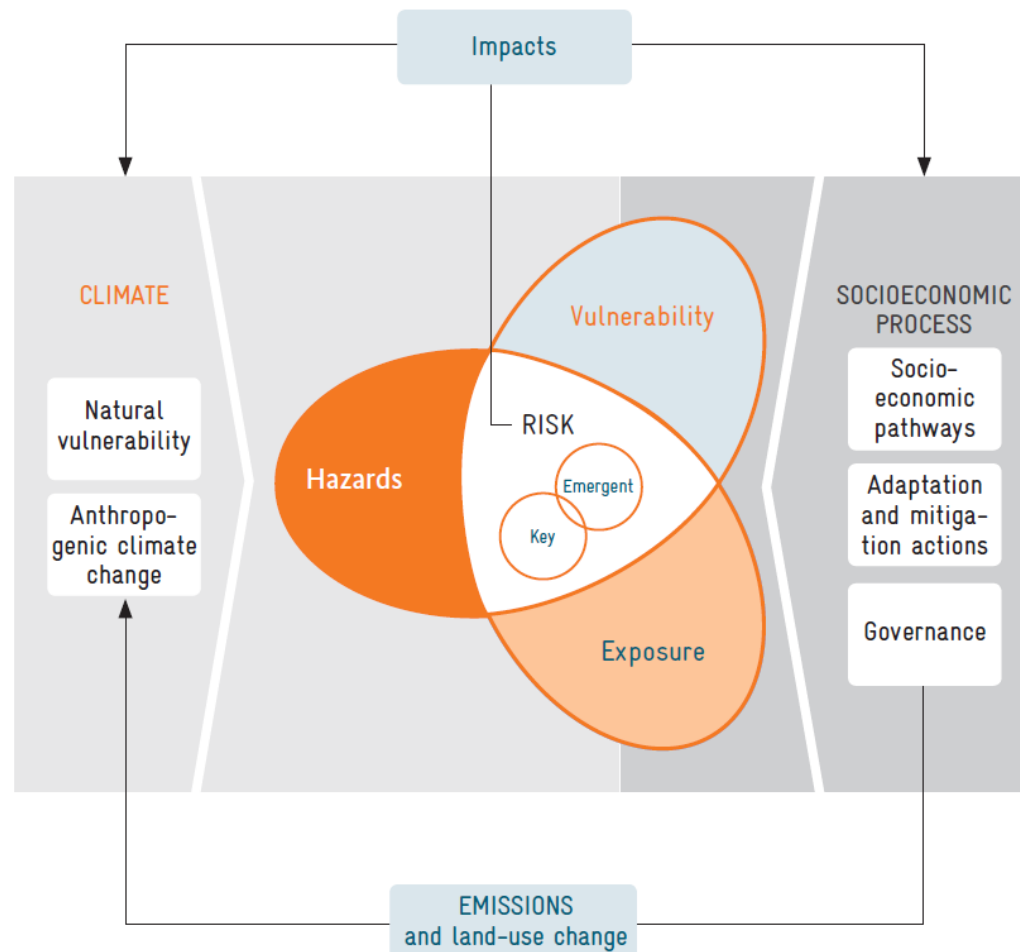 Impacts
CLIMATE
Natural
vulnerability
Anthropo-
genic climate
change
Hazards
Vulnerability
RISK
Emergent
Key
Exposure
SOCIOECONOMIC
PROCESS
Socio-
economic
pathways
Adaptation
and mitiga-
tion actions
Governance
EMISSIONS
and land-use change